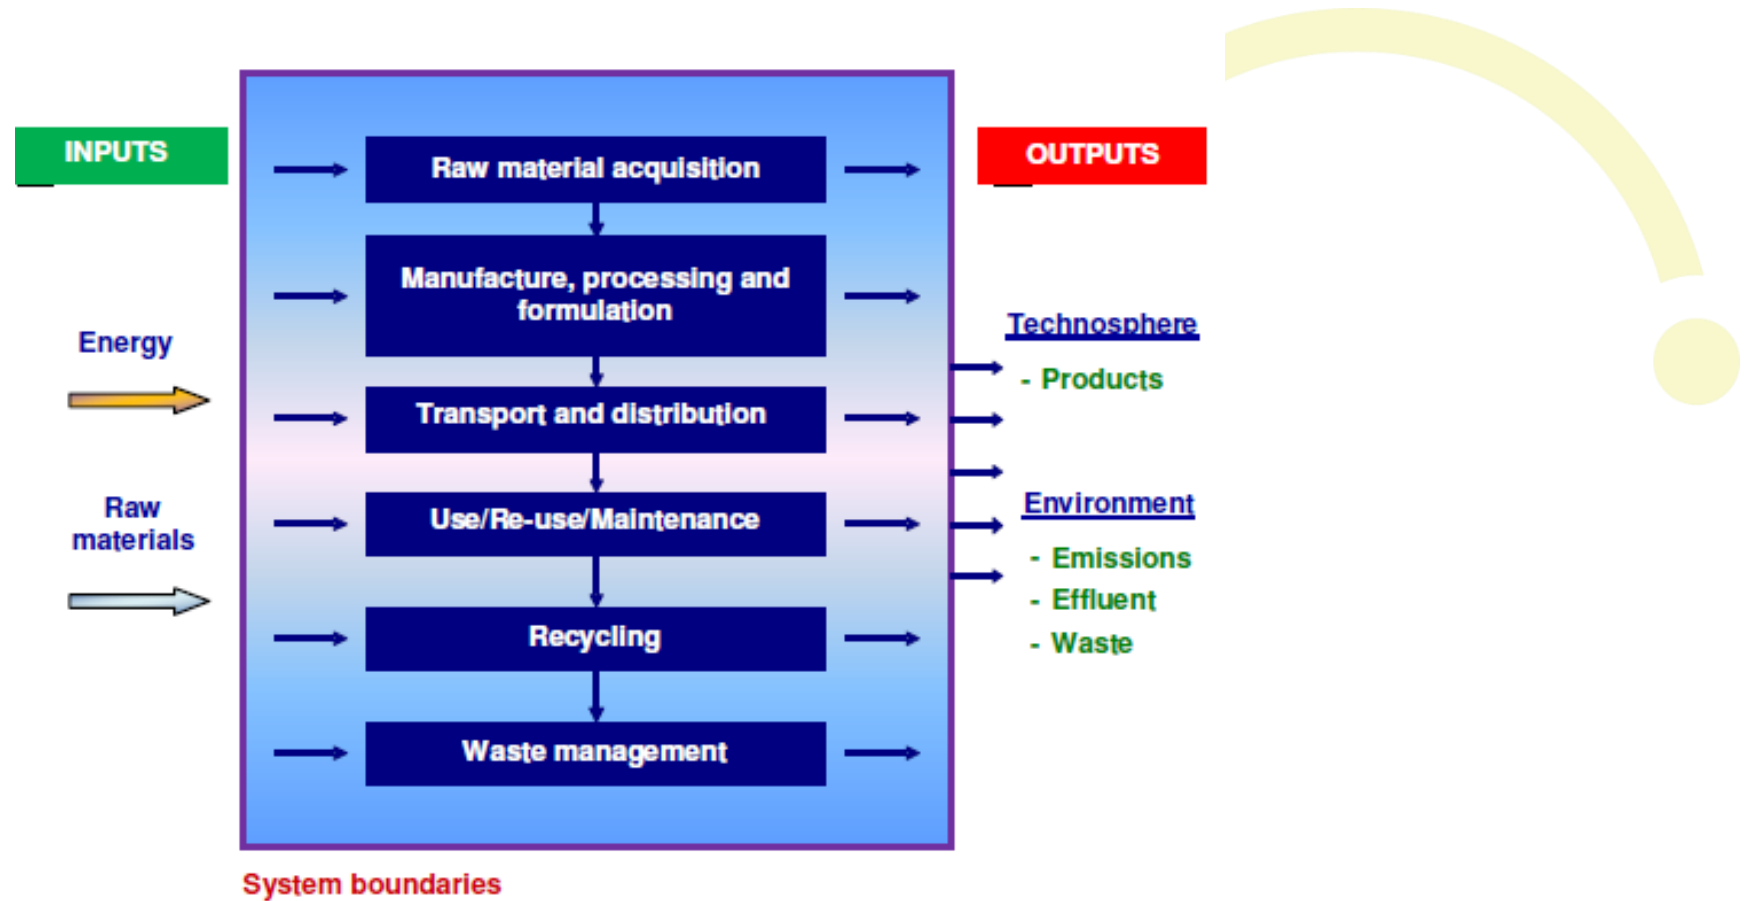 INPUTS
Energy
Raw
materials
Raw material acquisition
Manufacture, processing and
formulation
Transport and distribution
Use/Re-use/Maintenance
Recycling
Waste management
System boundaries
OUTPUTS
Technosphere
- Products
Environment
- Emissions
- Effluent
- Waste